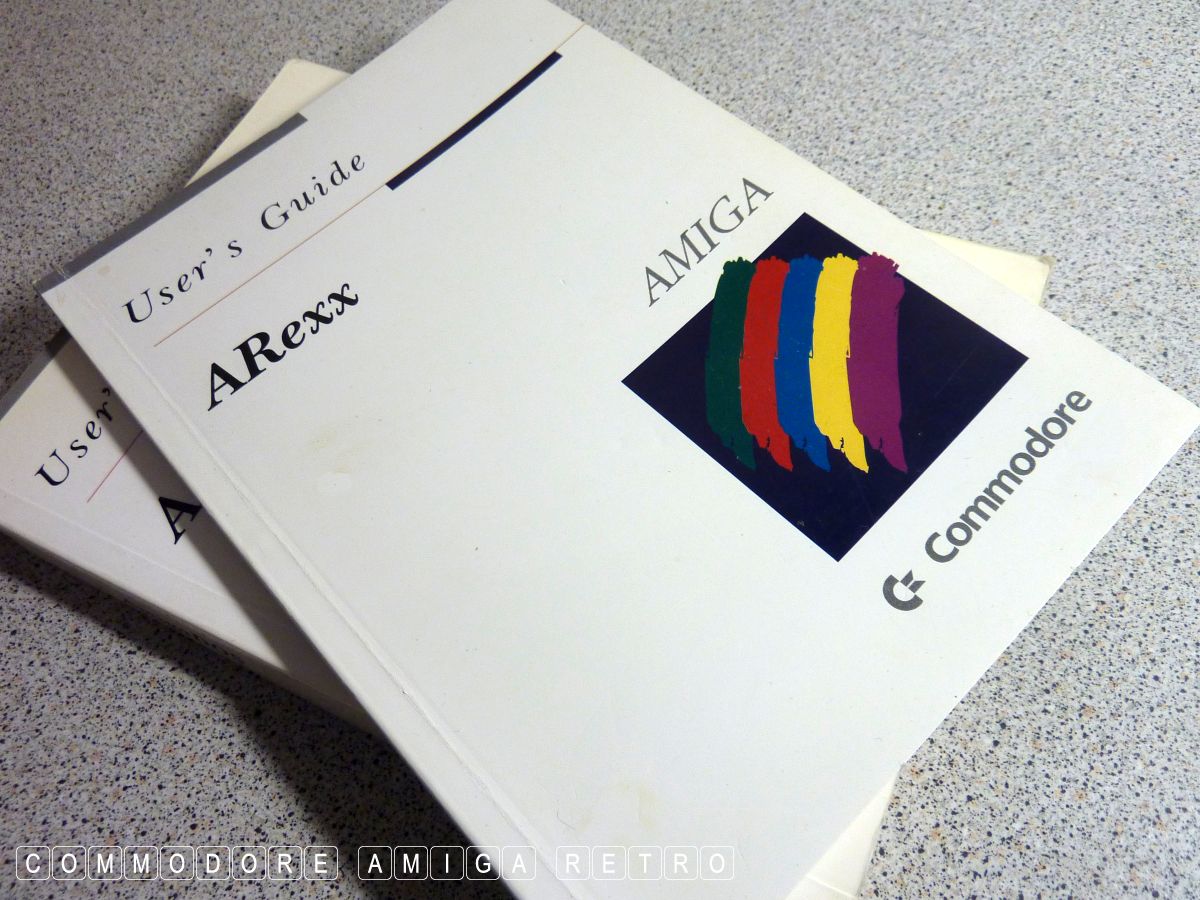 User's Guide
ARexx
AMIGA
Commodore
User'
A
COMMODORE AMIGA RETRO